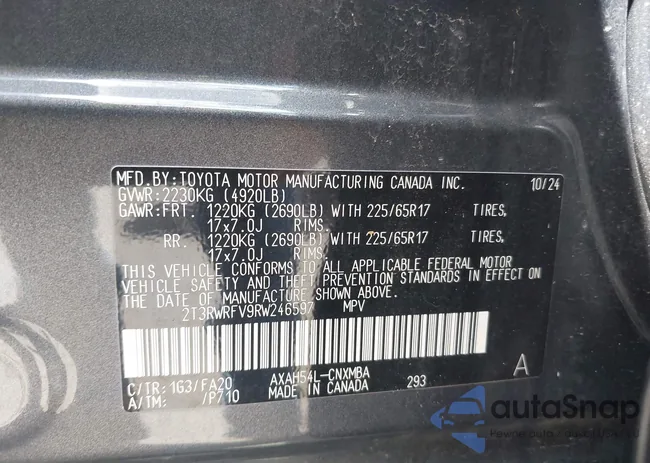 MFD. BY: TOYOTA MOTOR MANUFACTURING CANADA INC. 10/24
GVWR: 2230KG (4920LB)
GAWR: FRT. 1220KG (2690LB) WITH 225/65R17 TIRES,
17x7.0J RIMS.
RR. 1220KG (2690LB) WITH 225/65R17 TIRES,
17x7.0J RIMS.
THIS VEHICLE CONFORMS TO ALL APPLICABLE FEDERAL MOTOR
VEHICLE SAFETY AND THEFT PREVENTION STANDARDS IN EFFECT ON
THE DATE OF MANUFACTURE SHOWN ABOVE.
2T3RWRFV9RW246597 MPV
A
C/TR: 1G3/FA20 AXAH54L-CNXMBA 293
A/TM: /P710 MADE IN CANADA
autoSnap